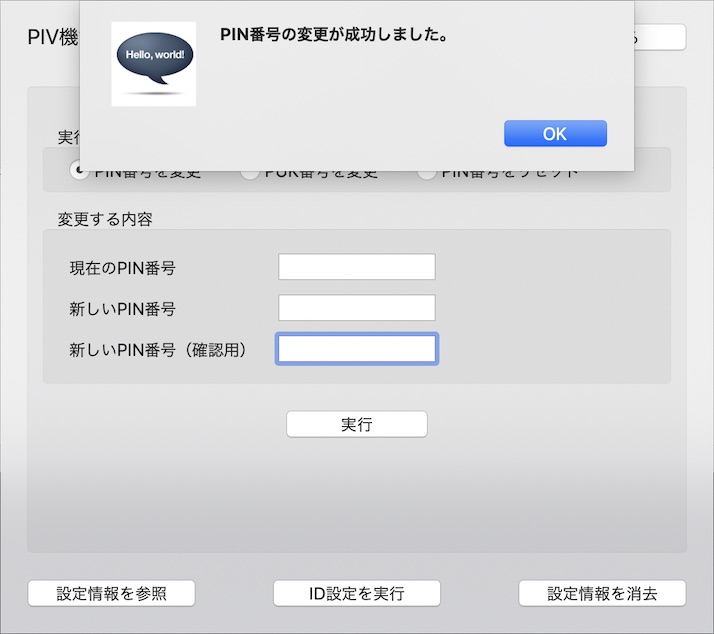 PIV機
PIN番号の変更が成功しました。
Hello, world!
OK
実行
PIN番号を変更
PUK番号を変更
PIN番号をリセット
変更する内容
現在のPIN番号
新しいPIN番号
新しいPIN番号（確認用）
実行
設定情報を参照
ID設定を実行
設定情報を消去